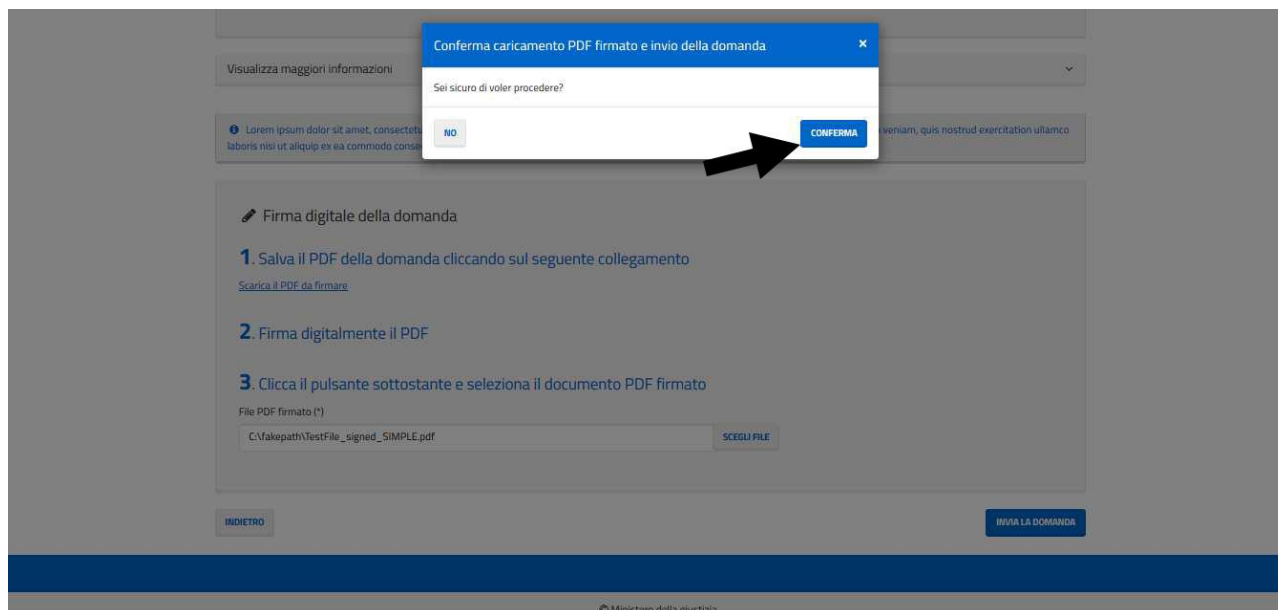 Conferma caricamento PDF firmato e invio della domanda ×
Visualizza maggiori informazioni
Sei sicuro di voler procedere?
NO
CONFERMA
Lorem ipsum dolor sit amet, consectetu veniam, quis nostrud exercitation ullamco
laboris nisi ut aliquip ex ea commodo conse
Firma digitale della domanda
1. Salva il PDF della domanda cliccando sul seguente collegamento
Scarica il PDF da firmare
2. Firma digitalmente il PDF
3. Clicca il pulsante sottostante e seleziona il documento PDF firmato
File PDF firmato (*)
C:\fakepath\TestFile_signed_SIMPLE.pdf SCEGLI FILE
INDIETRO INVIA LA DOMANDA
© Ministero della giustizia